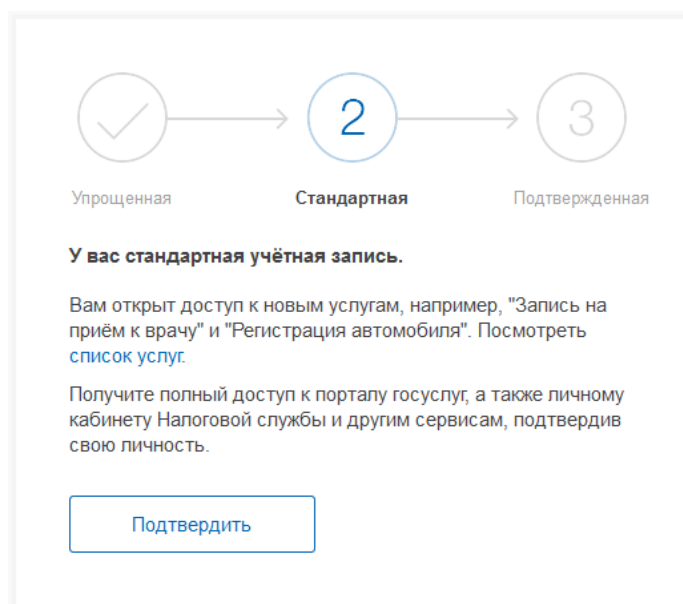 2
3
Упрощенная
Стандартная
Подтвержденная
У вас стандартная учётная запись.
Вам открыт доступ к новым услугам, например, "Запись на
приём к врачу" и "Регистрация автомобиля". Посмотреть
список услуг.
Получите полный доступ к порталу госуслуг, а также личному
кабинету Налоговой службы и другим сервисам, подтвердив
свою личность.
Подтвердить